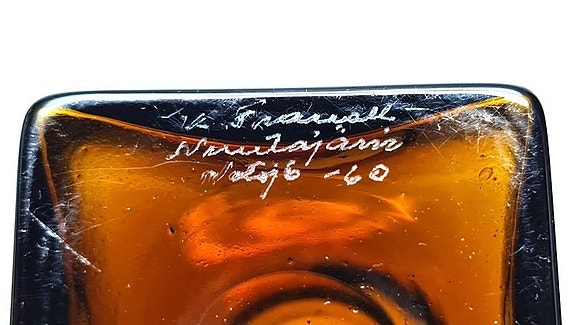 K Franck
Nuutajärvi
Notsjö -60